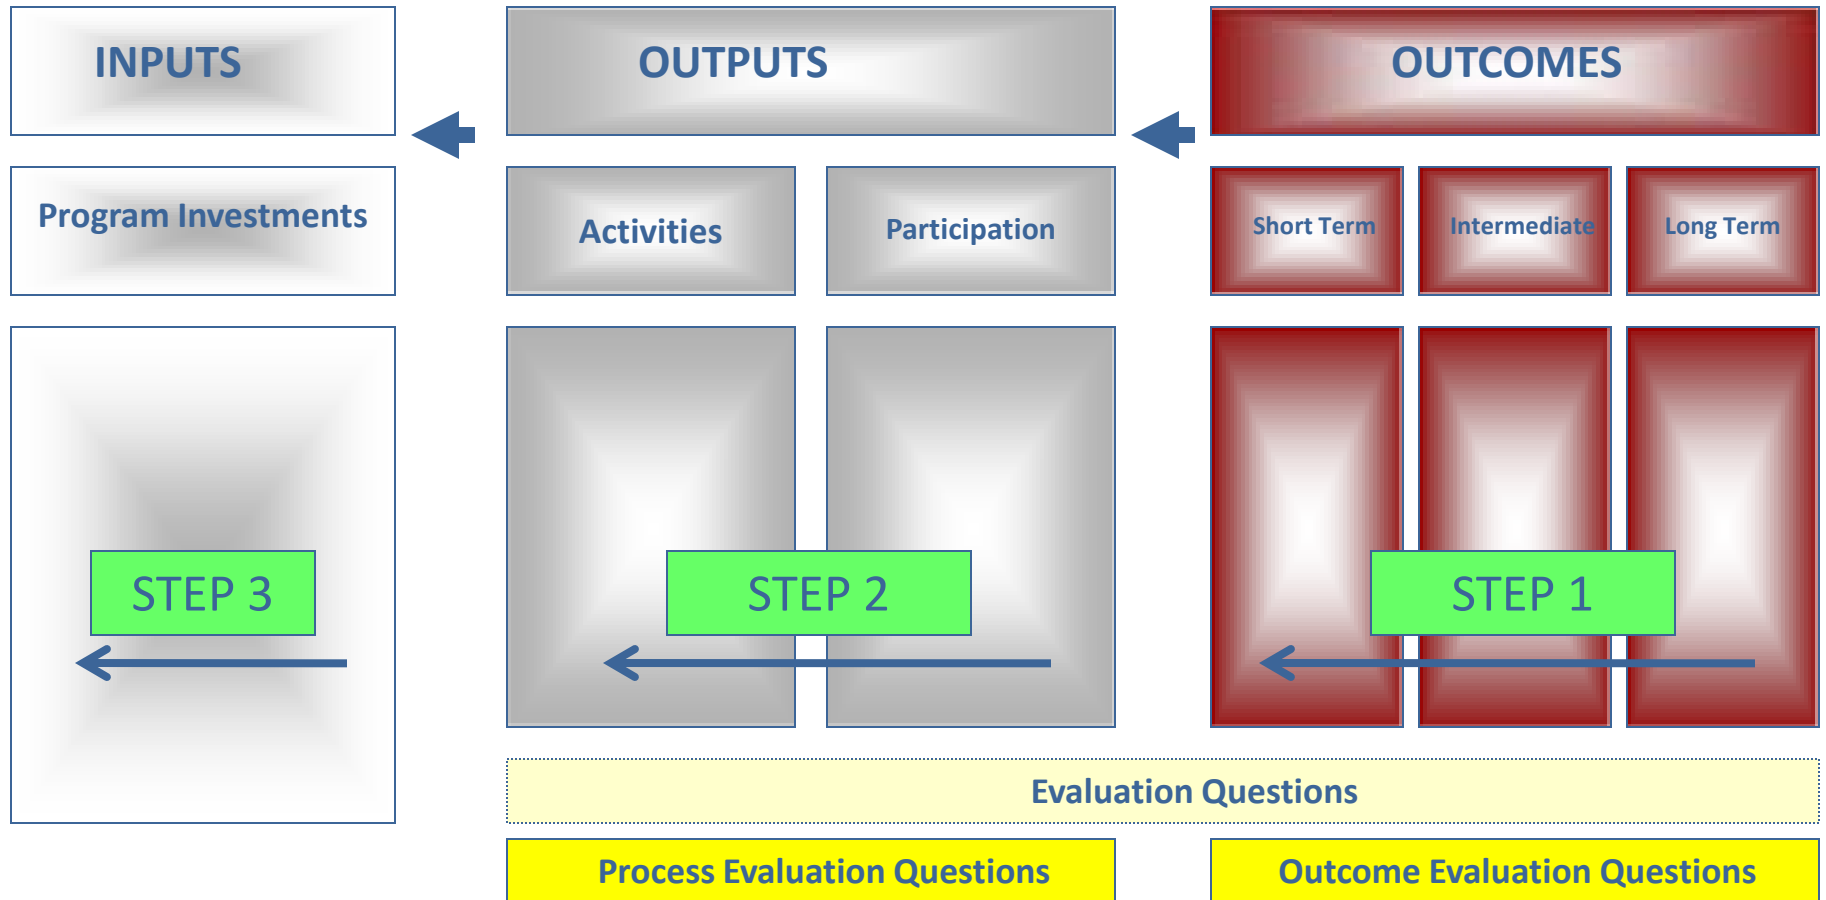 INPUTS
OUTPUTS
OUTCOMES
Program Investments
Activities
Participation
Short Term
Intermediate
Long Term
STEP 3
STEP 2
STEP 1
Evaluation Questions
Process Evaluation Questions
Outcome Evaluation Questions